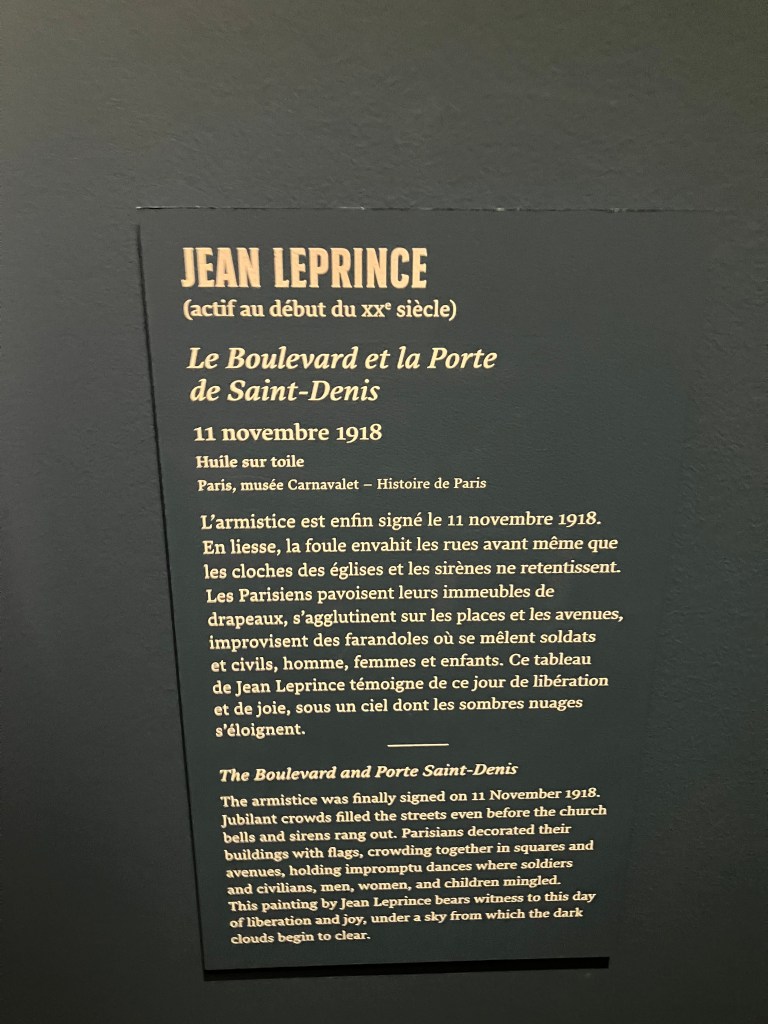 JEAN LEPRINCE
(actif au début du XXe siècle)
Le Boulevard et la Porte
de Saint-Denis
11 novembre 1918
Huile sur toile
Paris, musée Carnavalet – Histoire de Paris
L’armistice est enfin signé le 11 novembre 1918.
En liesse, la foule envahit les rues avant même que
les cloches des églises et les sirènes ne retentissent.
Les Parisiens pavoisent leurs immeubles de
drapeaux, s’agglutinent sur les places et les avenues,
improvisent des farandoles où se mêlent soldats
et civils, homme, femmes et enfants. Ce tableau
de Jean Leprince témoigne de ce jour de libération
et de joie, sous un ciel dont les sombres nuages
s’éloignent.
The Boulevard and Porte Saint-Denis
The armistice was finally signed on 11 November 1918.
Jubilant crowds filled the streets even before the church
bells and sirens rang out. Parisians decorated their
buildings with flags, crowding together in squares and
avenues, holding impromptu dances where soldiers
and civilians, men, women, and children mingled.
This painting by Jean Leprince bears witness to this day
of liberation and joy, under a sky from which the dark
clouds begin to clear.